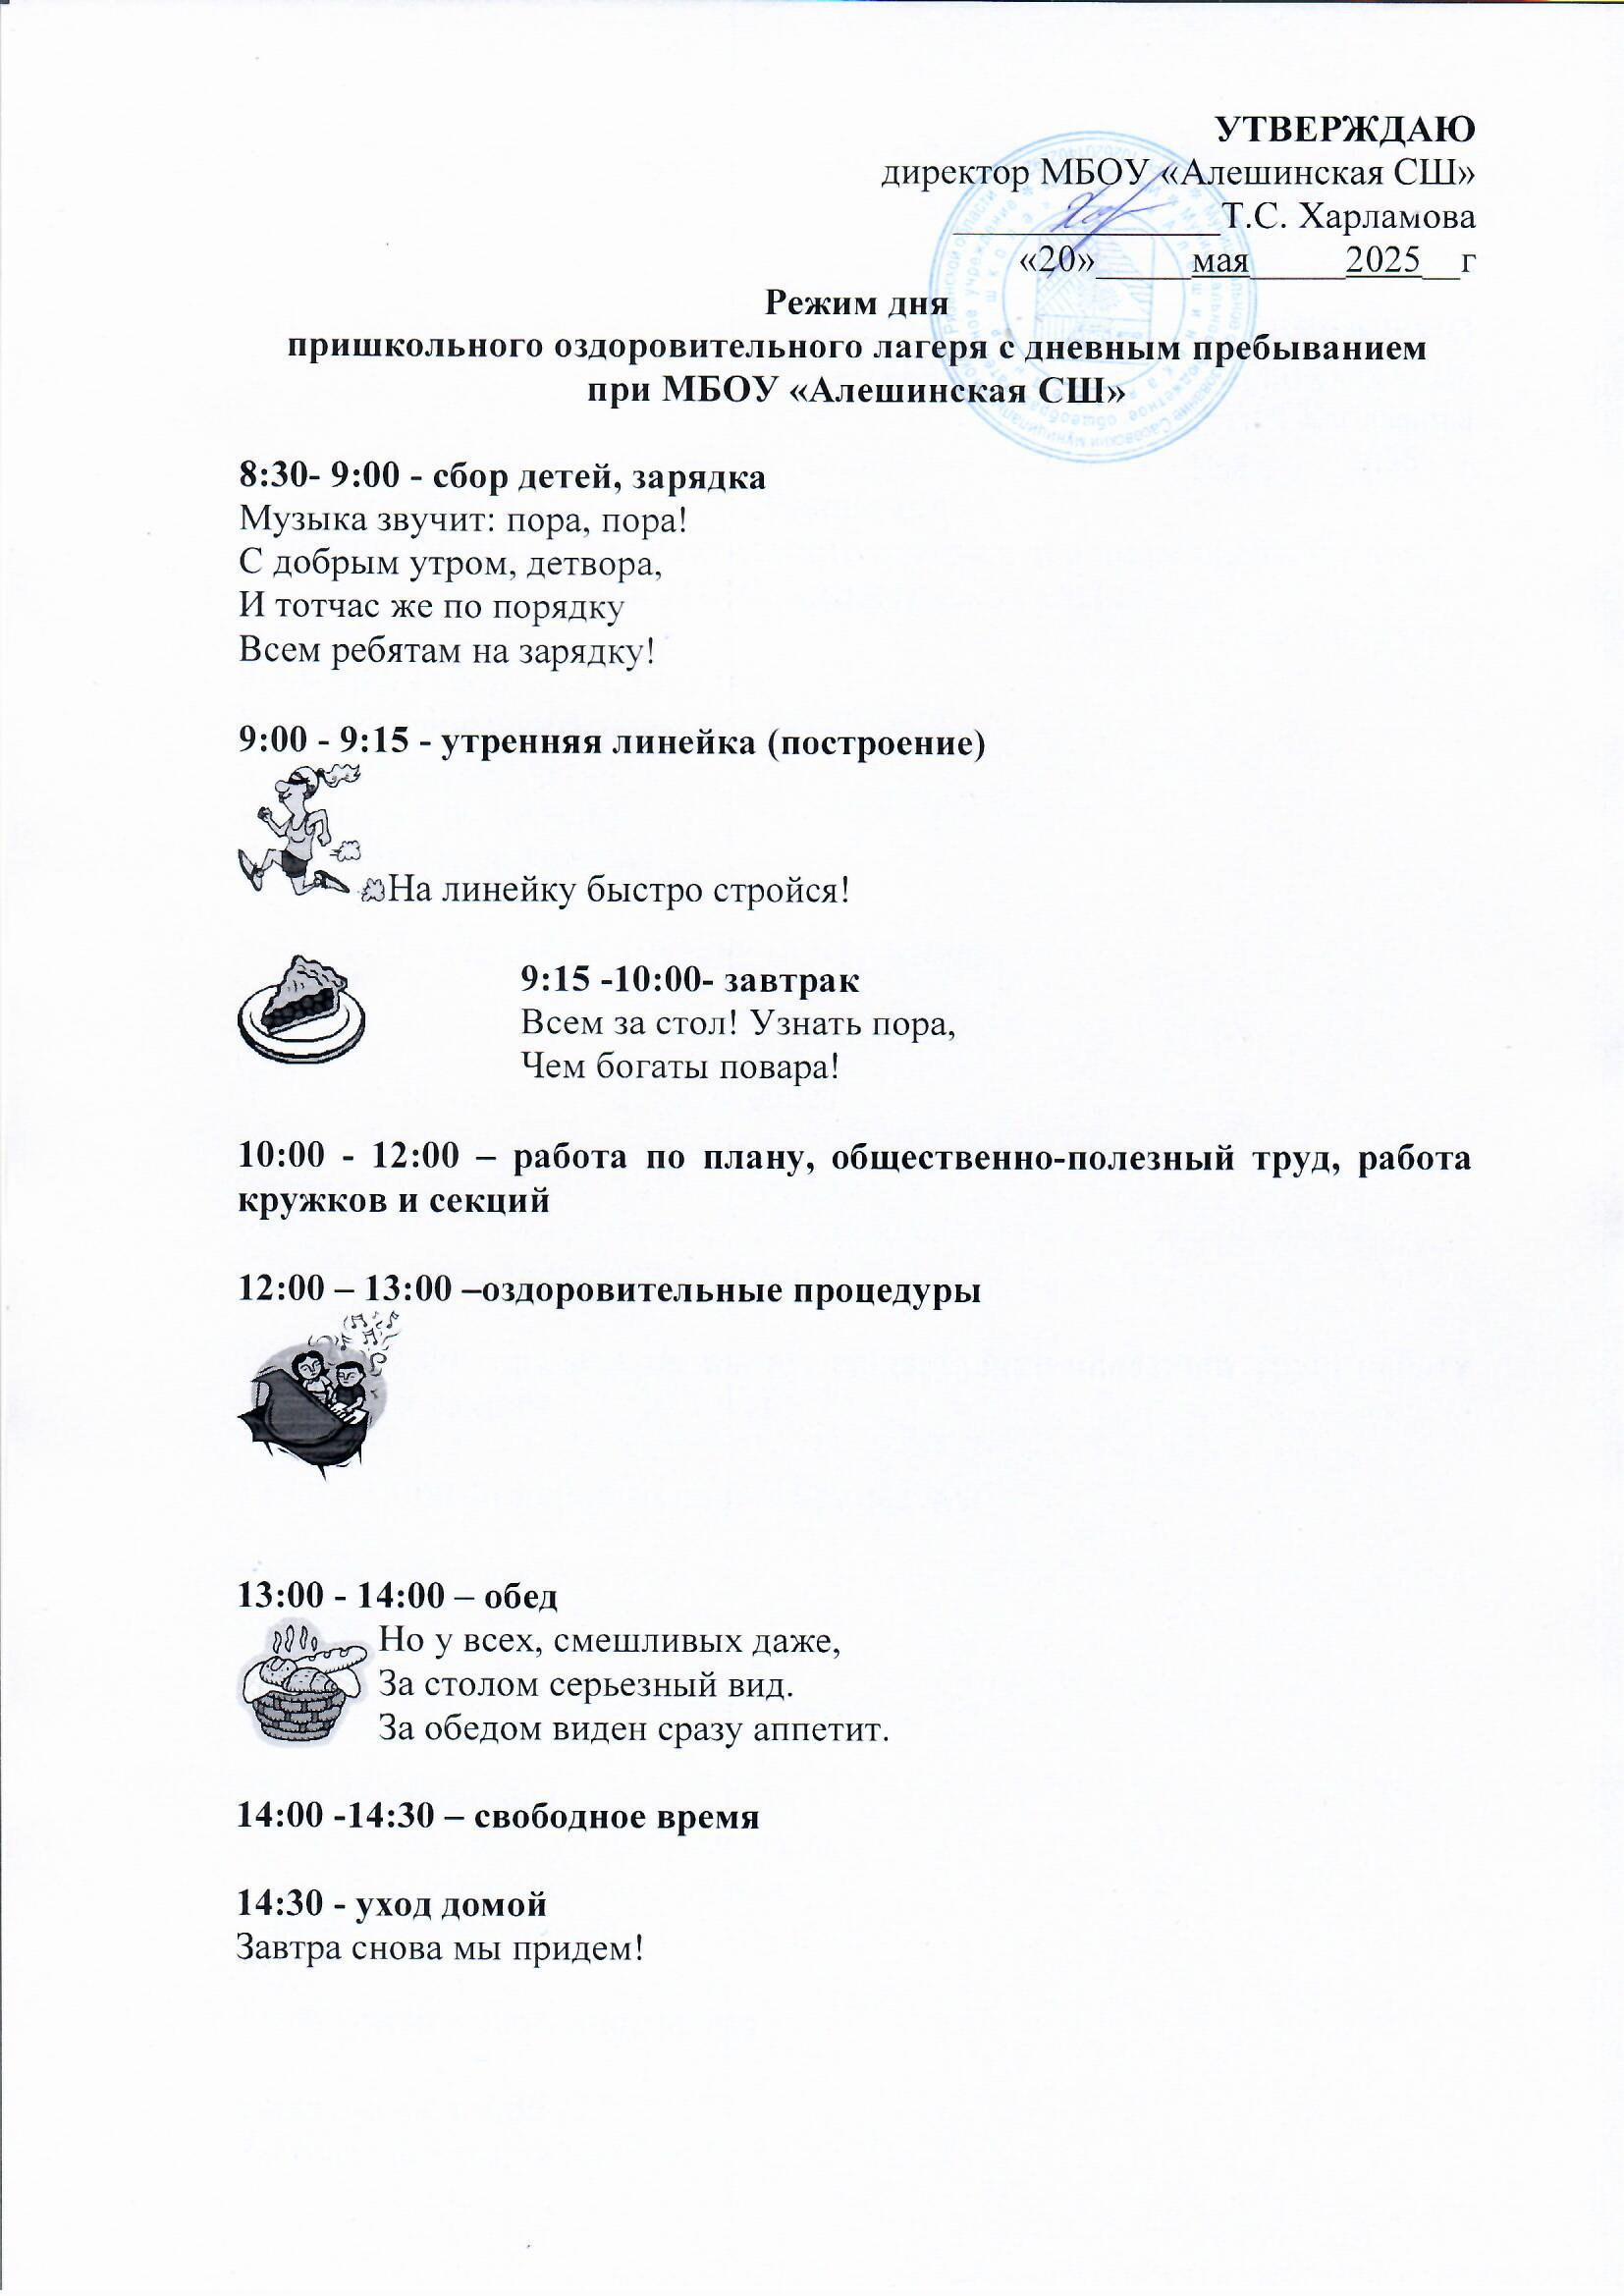 УТВЕРЖДАЮ
директор МБОУ «Алешинская СШ»
______________Т.С. Харламова
«20»_____мая_____2025__г
Режим дня
пришкольного оздоровительного лагеря с дневным пребыванием
при МБОУ «Алешинская СШ»
8:30- 9:00 - сбор детей, зарядка
Музыка звучит: пора, пора!
С добрым утром, детвора,
И тотчас же по порядку
Всем ребятам на зарядку!
9:00 - 9:15 - утренняя линейка (построение)
На линейку быстро стройся!
9:15 -10:00- завтрак
Всем за стол! Узнать пора,
Чем богаты повара!
10:00 - 12:00 – работа по плану, общественно-полезный труд, работа
кружков и секций
12:00 – 13:00 –оздоровительные процедуры
13:00 - 14:00 – обед
Но у всех, смешливых даже,
За столом серьезный вид.
За обедом виден сразу аппетит.
14:00 -14:30 – свободное время
14:30 - уход домой
Завтра снова мы придем!